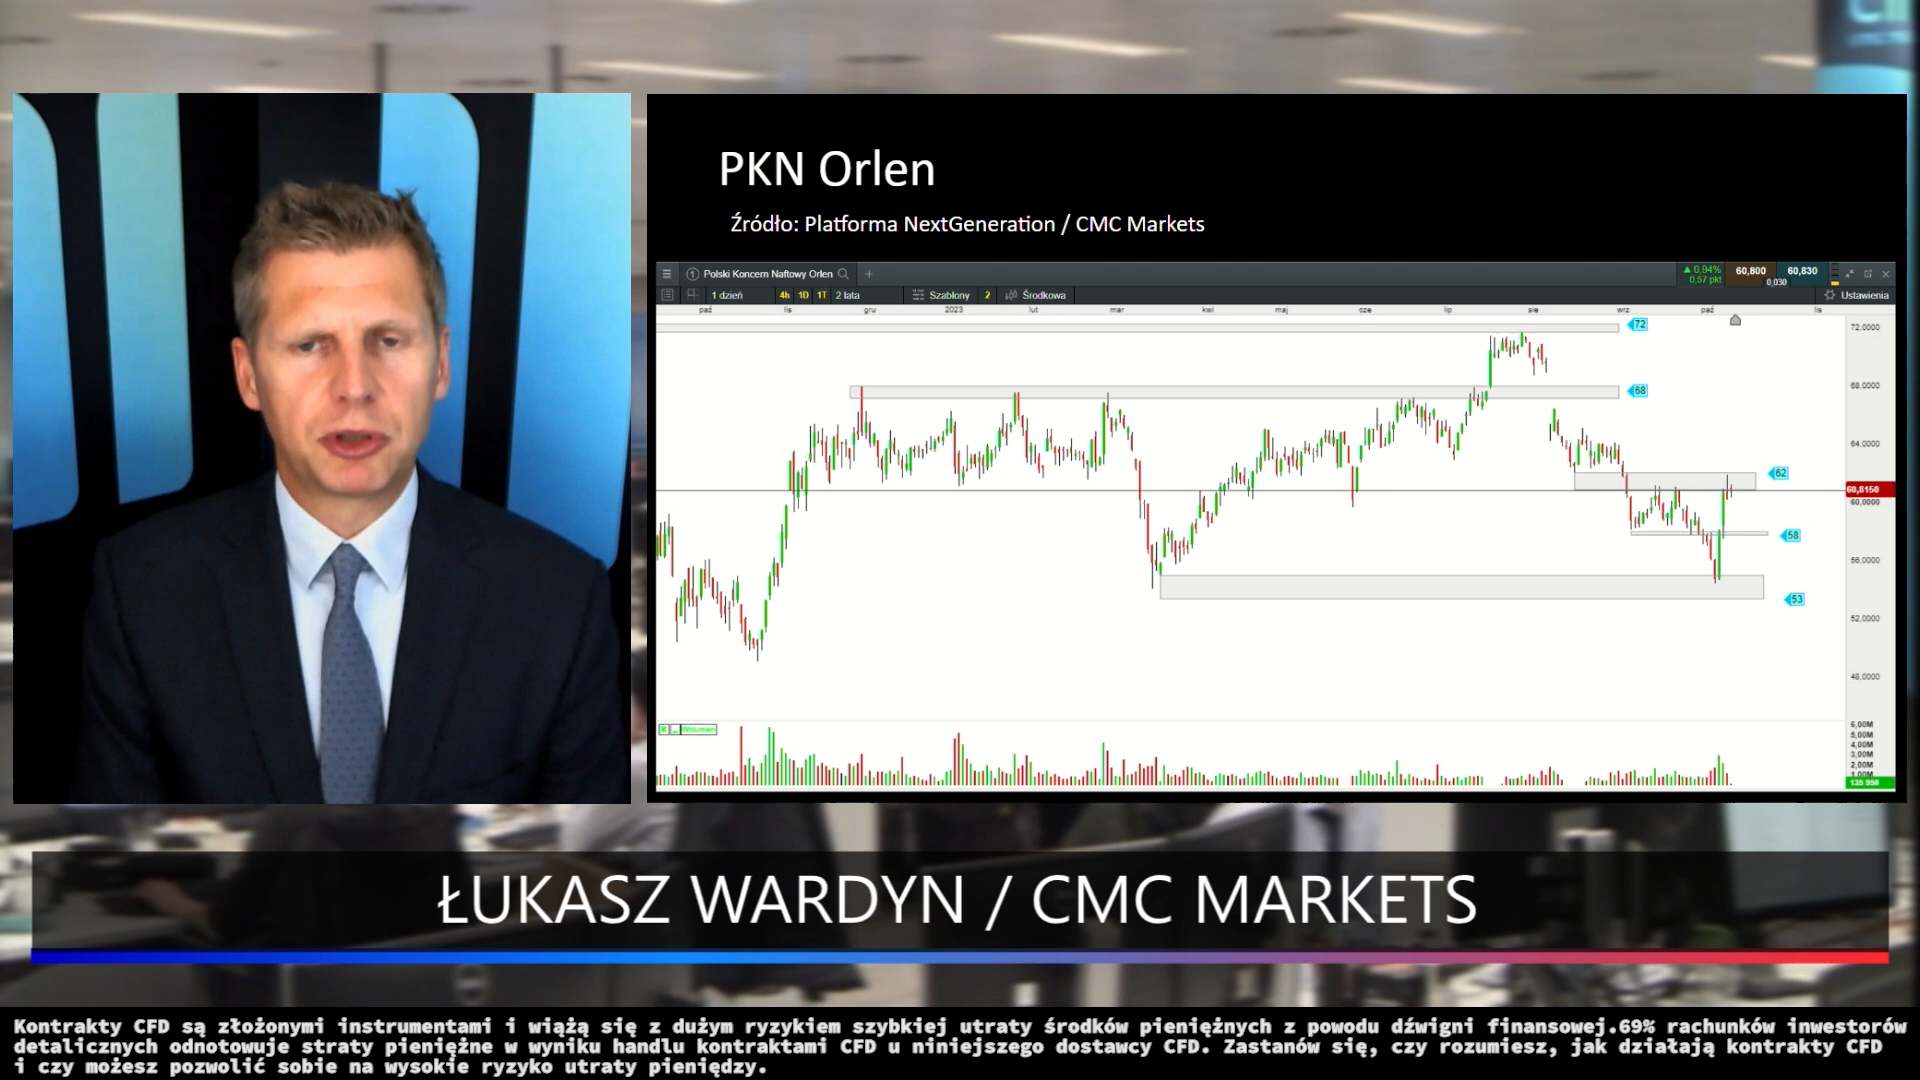 PKN Orlen
Źródło: Platforma NextGeneration / CMC Markets
1 Polski Koncern Naftowy Orlen
0,94%
0,57 pkt
60,800
0,030
60,830
1 dzień 4h 1D 1T 2 lata Szablony 2 Środkowa Ustawienia
paź lis gru 2023 lut mar kwi maj cze lip sie wrz paź lis
72
68
62
58
53
72,0000
68,0000
64,0000
60,8150
60,0000
56,0000
52,0000
48,0000
Wolumen
6,00M
5,00M
4,00M
3,00M
2,00M
1,00M
ŁUKASZ WARDYN / CMC MARKETS
Kontrakty CFD są złożonymi instrumentami i wiążą się z dużym ryzykiem szybkiej utraty środków pieniężnych z powodu dźwigni finansowej.69% rachunków inwestorów
detalicznych odnotowuje straty pieniężne w wyniku handlu kontraktami CFD u niniejszego dostawcy CFD. Zastanów się, czy rozumiesz, jak działają kontrakty CFD
i czy możesz pozwolić sobie na wysokie ryzyko utraty pieniędzy.